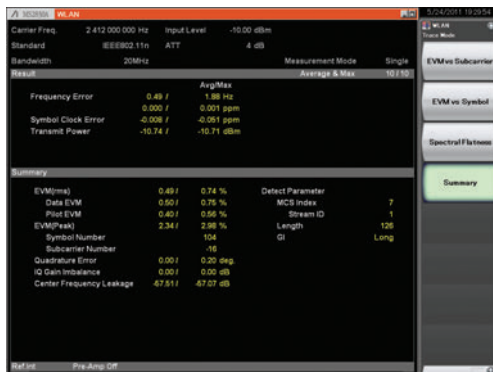 WLAN 5/24/2011 19:29:54
Carrier Freq. 2 412 000 000 Hz Input Level -10.00 dBm WLAN
Trace Mode
Standard IEEE802.11n ATT 4 dB
Bandwidth 20MHz Measurement Mode Single
EVM vs Subcarrier
Result Average & Max 10 / 10
Avg/Max
Frequency Error 0.49 / 1.88 Hz
0.000 / 0.001 ppm
EVM vs Symbol
Symbol Clock Error -0.008 / -0.051 ppm
Transmit Power -10.74 / -10.71 dBm
Spectral Flatness
Summary
Summary
EVM(rms) 0.49 / 0.74 % Detect Parameter
Data EVM 0.50 / 0.75 % MCS Index 7
Pilot EVM 0.40 / 0.56 % Stream ID 1
EVM(Peak) 2.34 / 2.98 % Length 126
Symbol Number 104 GI Long
Subcarrier Number -16
Quadrature Error 0.00 / 0.20 deg.
IQ Gain Imbalance 0.00 / 0.00 dB
Center Frequency Leakage -67.51 / -67.07 dB
Ref.Int Pre-Amp Off